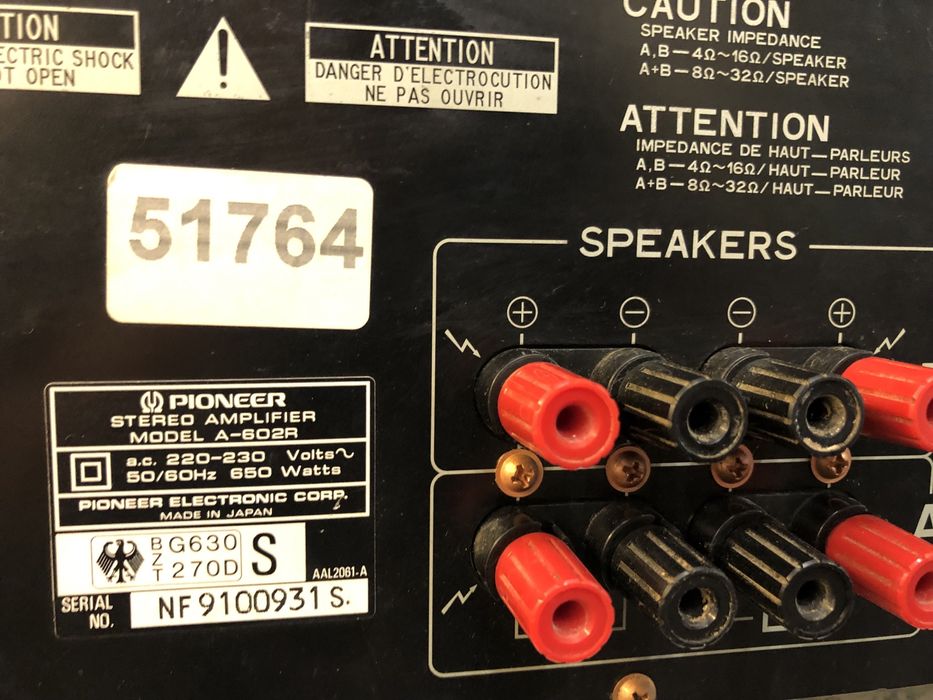 TION
ECTRIC SHOCK
OT OPEN
ATTENTION
DANGER D'ELECTROCUTION
NE PAS OUVRIR
CAUTION
SPEAKER IMPEDANCE
A,B—4Ω~16Ω/SPEAKER
A+B—8Ω~32Ω/SPEAKER
ATTENTION
IMPEDANCE DE HAUT—PARLEURS
A,B—4Ω~16Ω/HAUT—PARLEUR
A+B—8Ω~32Ω/HAUT—PARLEUR
51764
SPEAKERS
+ − − +
PIONEER
STEREO AMPLIFIER
MODEL A-602R
a.c. 220-230 Volts~
50/60Hz 650 Watts
PIONEER ELECTRONIC CORP.
MADE IN JAPAN
BZT G630 270D S
AAL2061-A
SERIAL NO. NF9100931S.